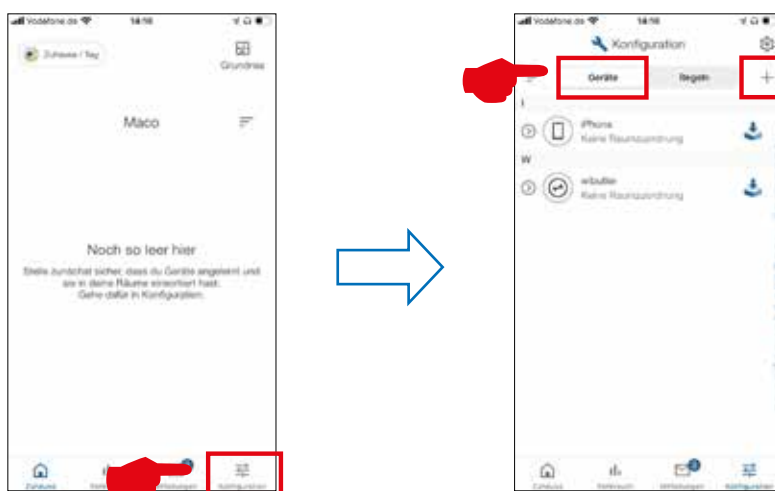 Vodafone.de 14:16
Zuhause / Tag
Grundriss
Maco
Noch so leer hier
Stelle zunächst sicher, dass du Geräte angelernt und
sie in deine Räume einsortiert hast.
Gehe dafür in Konfiguration.
Zuhause
Mitteilungen
Konfiguration
Vodafone.de 14:16
Konfiguration
Geräte Regeln
I
iPhone
Keine Raumzuordnung
W
wibutler
Keine Raumzuordnung
Zuhause Verbrauch Mitteilungen Konfiguration